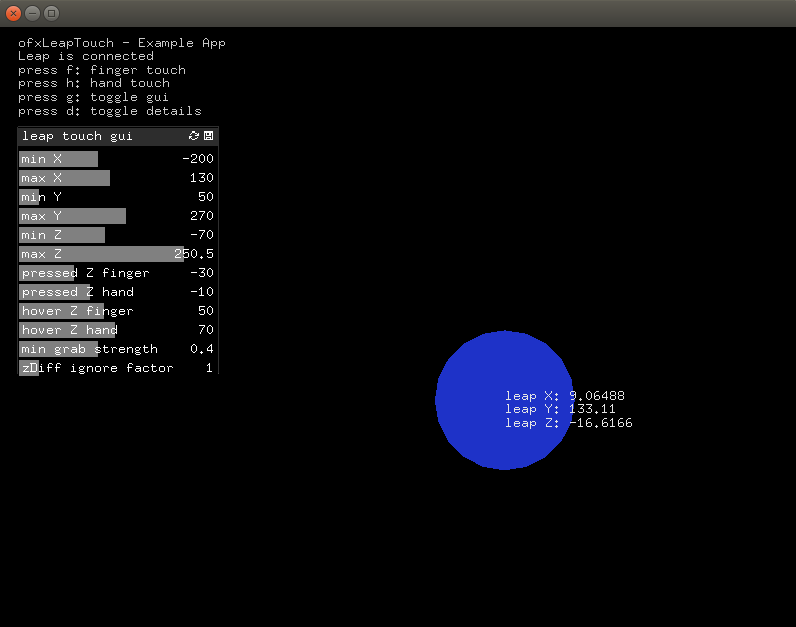 ofxLeapTouch - Example App
Leap is connected
press f: finger touch
press h: hand touch
press g: toggle gui
press d: toggle details
leap touch gui
min X -200
max X 130
min Y 50
max Y 270
min Z -70
max Z 250.5
pressed Z finger -30
pressed Z hand -10
hover Z finger 50
hover Z hand 70
min grab strength 0.4
zDiff ignore factor 1
leap X: 9.06488
leap Y: 133.11
leap Z: -16.6166